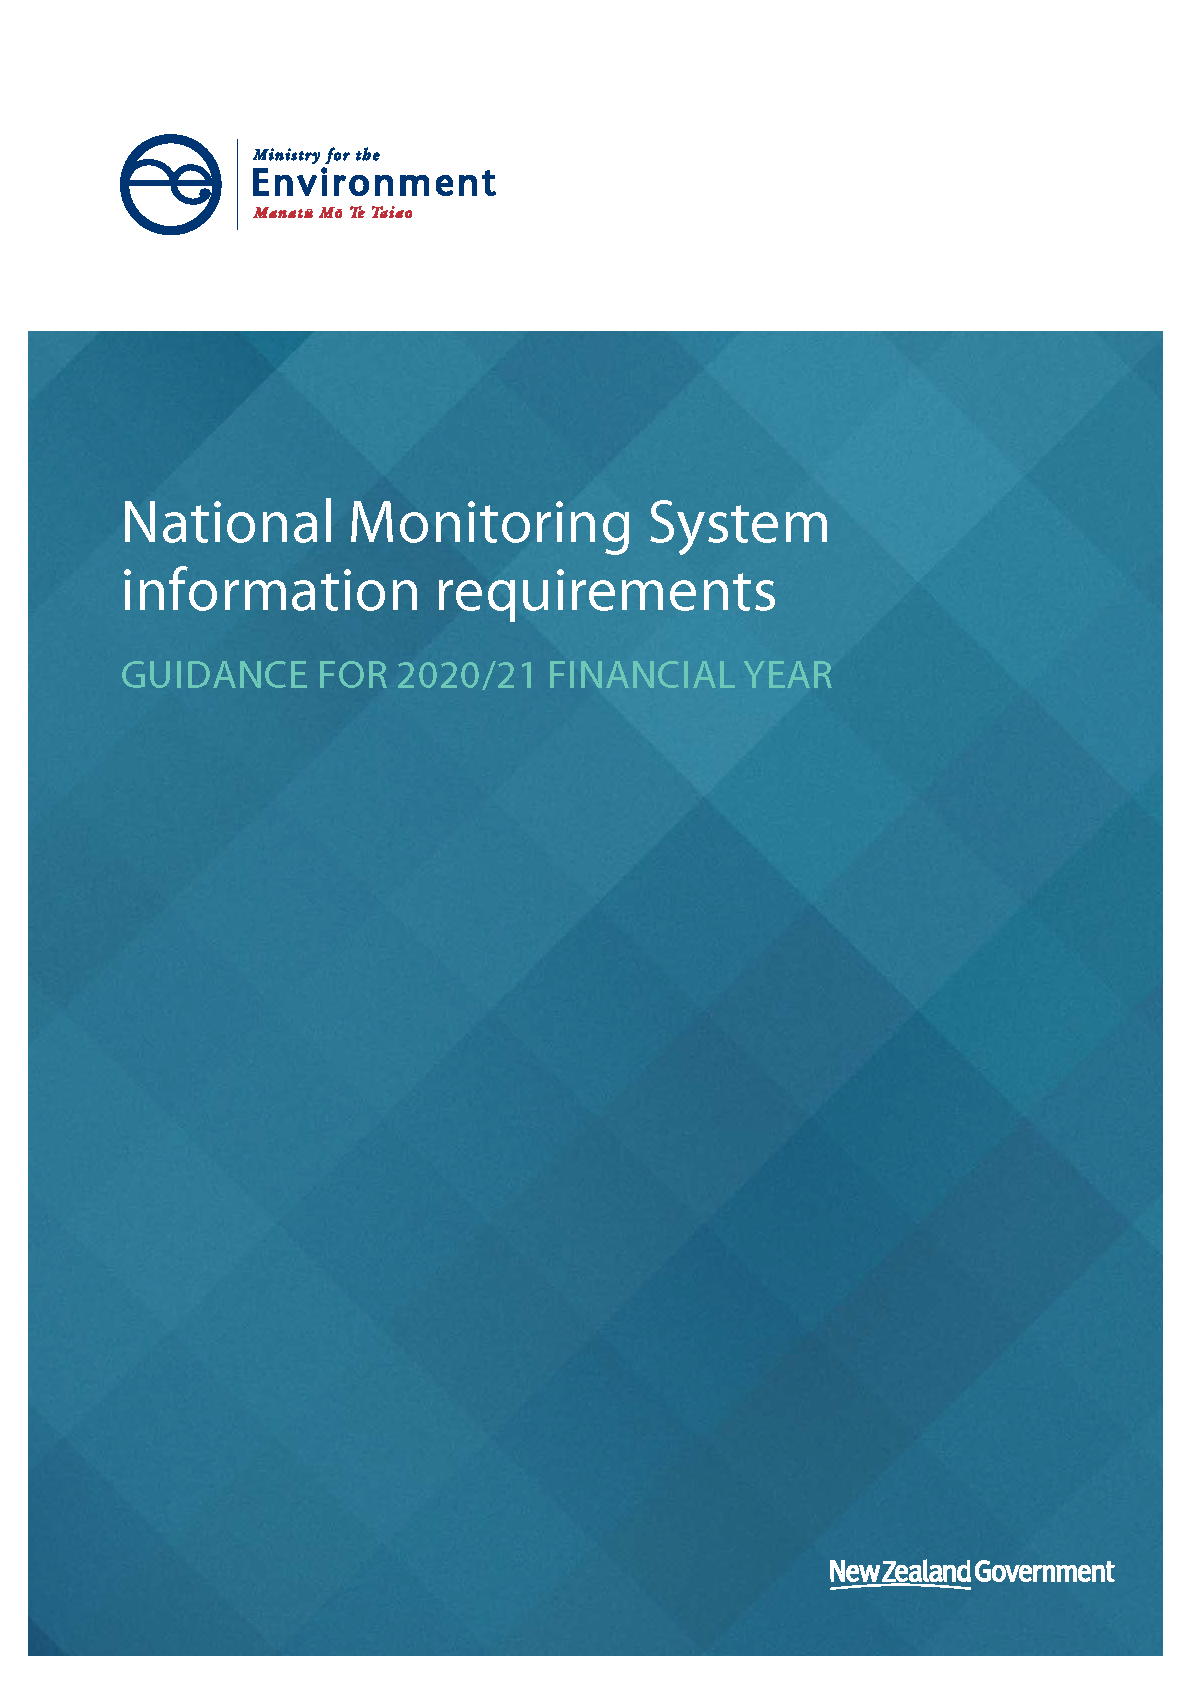 Ministry for the
Environment
Manatū Mō Te Taiao
National Monitoring System
information requirements
GUIDANCE FOR 2020/21 FINANCIAL YEAR
New Zealand Government